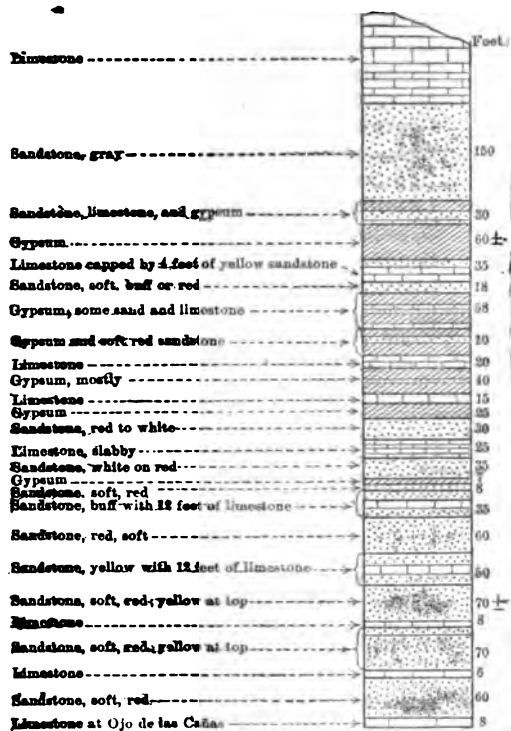 Feet.
Limestone
Sandstone, gray 150
Sandstone, limestone, and gypsum 30
Gypsum 60 ±
Limestone capped by 4 feet of yellow sandstone 35
Sandstone, soft, buff or red 18
Gypsum, some sand and limestone 58
Gypsum and soft red sandstone 10
Limestone 20
Gypsum, mostly 40
Limestone 15
Gypsum 25
Sandstone, red to white 30
Limestone, slabby 25
Sandstone, white on red 35
Gypsum
Sandstone, soft, red 8
Sandstone, buff with 12 feet of limestone 35
Sandstone, red, soft 60
Sandstone, yellow with 12 feet of limestone 50
Sandstone, soft, red; yellow at top 70 ±
Limestone 8
Sandstone, soft, red; yellow at top 70
Limestone 6
Sandstone, soft, red 60
Limestone at Ojo de las Cañas 8